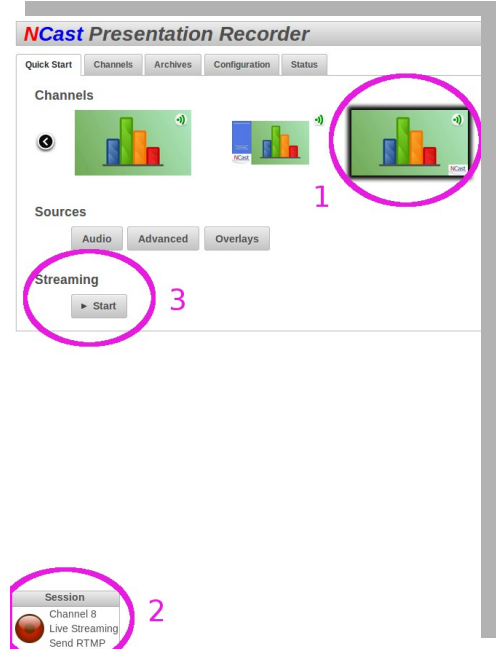 NCast Presentation Recorder
Quick Start Channels Archives Configuration Status
Channels
NCast
NCast
1
Sources
Audio Advanced Overlays
Streaming
Start
3
Session
Channel 8
Live Streaming
Send RTMP
2